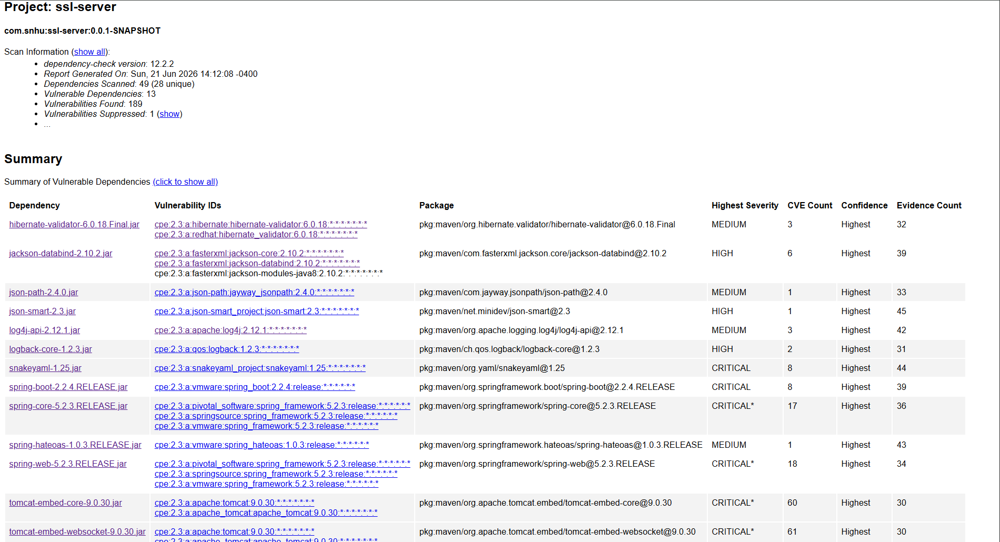 Project: ssl-server
com.snhu:ssl-server:0.0.1-SNAPSHOT
Scan Information (show all):
• dependency-check version: 12.2.2
• Report Generated On: Sun, 21 Jun 2026 14:12:08 -0400
• Dependencies Scanned: 49 (28 unique)
• Vulnerable Dependencies: 13
• Vulnerabilities Found: 189
• Vulnerabilities Suppressed: 1 (show)
• ...
Summary
Summary of Vulnerable Dependencies (click to show all)
Dependency Vulnerability IDs Package Highest Severity CVE Count Confidence Evidence Count
hibernate-validator-6.0.18.Final.jar cpe:2.3:a:hibernate:hibernate-validator:6.0.18:*:*:*:*:*:*:* pkg:maven/org.hibernate.validator/hibernate-validator@6.0.18.Final MEDIUM 3 Highest 32
cpe:2.3:a:redhat:hibernate_validator:6.0.18:*:*:*:*:*:*:*
jackson-databind-2.10.2.jar cpe:2.3:a:fasterxml:jackson-core:2.10.2:*:*:*:*:*:*:* pkg:maven/com.fasterxml.jackson.core/jackson-databind@2.10.2 HIGH 6 Highest 39
cpe:2.3:a:fasterxml:jackson-databind:2.10.2:*:*:*:*:*:*:*
cpe:2.3:a:fasterxml:jackson-modules-java8:2.10.2:*:*:*:*:*:*:*
json-path-2.4.0.jar cpe:2.3:a:json-path:jayway_jsonpath:2.4.0:*:*:*:*:*:*:* pkg:maven/com.jayway.jsonpath/json-path@2.4.0 MEDIUM 1 Highest 33
json-smart-2.3.jar cpe:2.3:a:json-smart_project:json-smart:2.3:*:*:*:*:*:*:* pkg:maven/net.minidev/json-smart@2.3 HIGH 1 Highest 45
log4j-api-2.12.1.jar cpe:2.3:a:apache:log4j:2.12.1:*:*:*:*:*:*:* pkg:maven/org.apache.logging.log4j/log4j-api@2.12.1 MEDIUM 3 Highest 42
logback-core-1.2.3.jar cpe:2.3:a:qos:logback:1.2.3:*:*:*:*:*:*:* pkg:maven/ch.qos.logback/logback-core@1.2.3 HIGH 2 Highest 31
snakeyaml-1.25.jar cpe:2.3:a:snakeyaml_project:snakeyaml:1.25:*:*:*:*:*:*:* pkg:maven/org.yaml/snakeyaml@1.25 CRITICAL 8 Highest 44
spring-boot-2.2.4.RELEASE.jar cpe:2.3:a:vmware:spring_boot:2.2.4:release:*:*:*:*:*:* pkg:maven/org.springframework.boot/spring-boot@2.2.4.RELEASE CRITICAL 8 Highest 39
spring-core-5.2.3.RELEASE.jar cpe:2.3:a:pivotal_software:spring_framework:5.2.3:release:*:*:*:*:*:* pkg:maven/org.springframework/spring-core@5.2.3.RELEASE CRITICAL* 17 Highest 36
cpe:2.3:a:springsource:spring_framework:5.2.3:release:*:*:*:*:*:*
cpe:2.3:a:vmware:spring_framework:5.2.3:release:*:*:*:*:*:*
spring-hateoas-1.0.3.RELEASE.jar cpe:2.3:a:vmware:spring_hateoas:1.0.3:release:*:*:*:*:*:* pkg:maven/org.springframework.hateoas/spring-hateoas@1.0.3.RELEASE MEDIUM 1 Highest 43
spring-web-5.2.3.RELEASE.jar cpe:2.3:a:pivotal_software:spring_framework:5.2.3:release:*:*:*:*:*:* pkg:maven/org.springframework/spring-web@5.2.3.RELEASE CRITICAL* 18 Highest 34
cpe:2.3:a:springsource:spring_framework:5.2.3:release:*:*:*:*:*:*
cpe:2.3:a:vmware:spring_framework:5.2.3:release:*:*:*:*:*:*
tomcat-embed-core-9.0.30.jar cpe:2.3:a:apache:tomcat:9.0.30:*:*:*:*:*:*:* pkg:maven/org.apache.tomcat.embed/tomcat-embed-core@9.0.30 CRITICAL* 60 Highest 30
cpe:2.3:a:apache_tomcat:apache_tomcat:9.0.30:*:*:*:*:*:*:*
tomcat-embed-websocket-9.0.30.jar cpe:2.3:a:apache:tomcat:9.0.30:*:*:*:*:*:*:* pkg:maven/org.apache.tomcat.embed/tomcat-embed-websocket@9.0.30 CRITICAL* 61 Highest 30
cpe:2.3:a:apache_tomcat:apache_tomcat:9.0.30:*:*:*:*:*:*:*